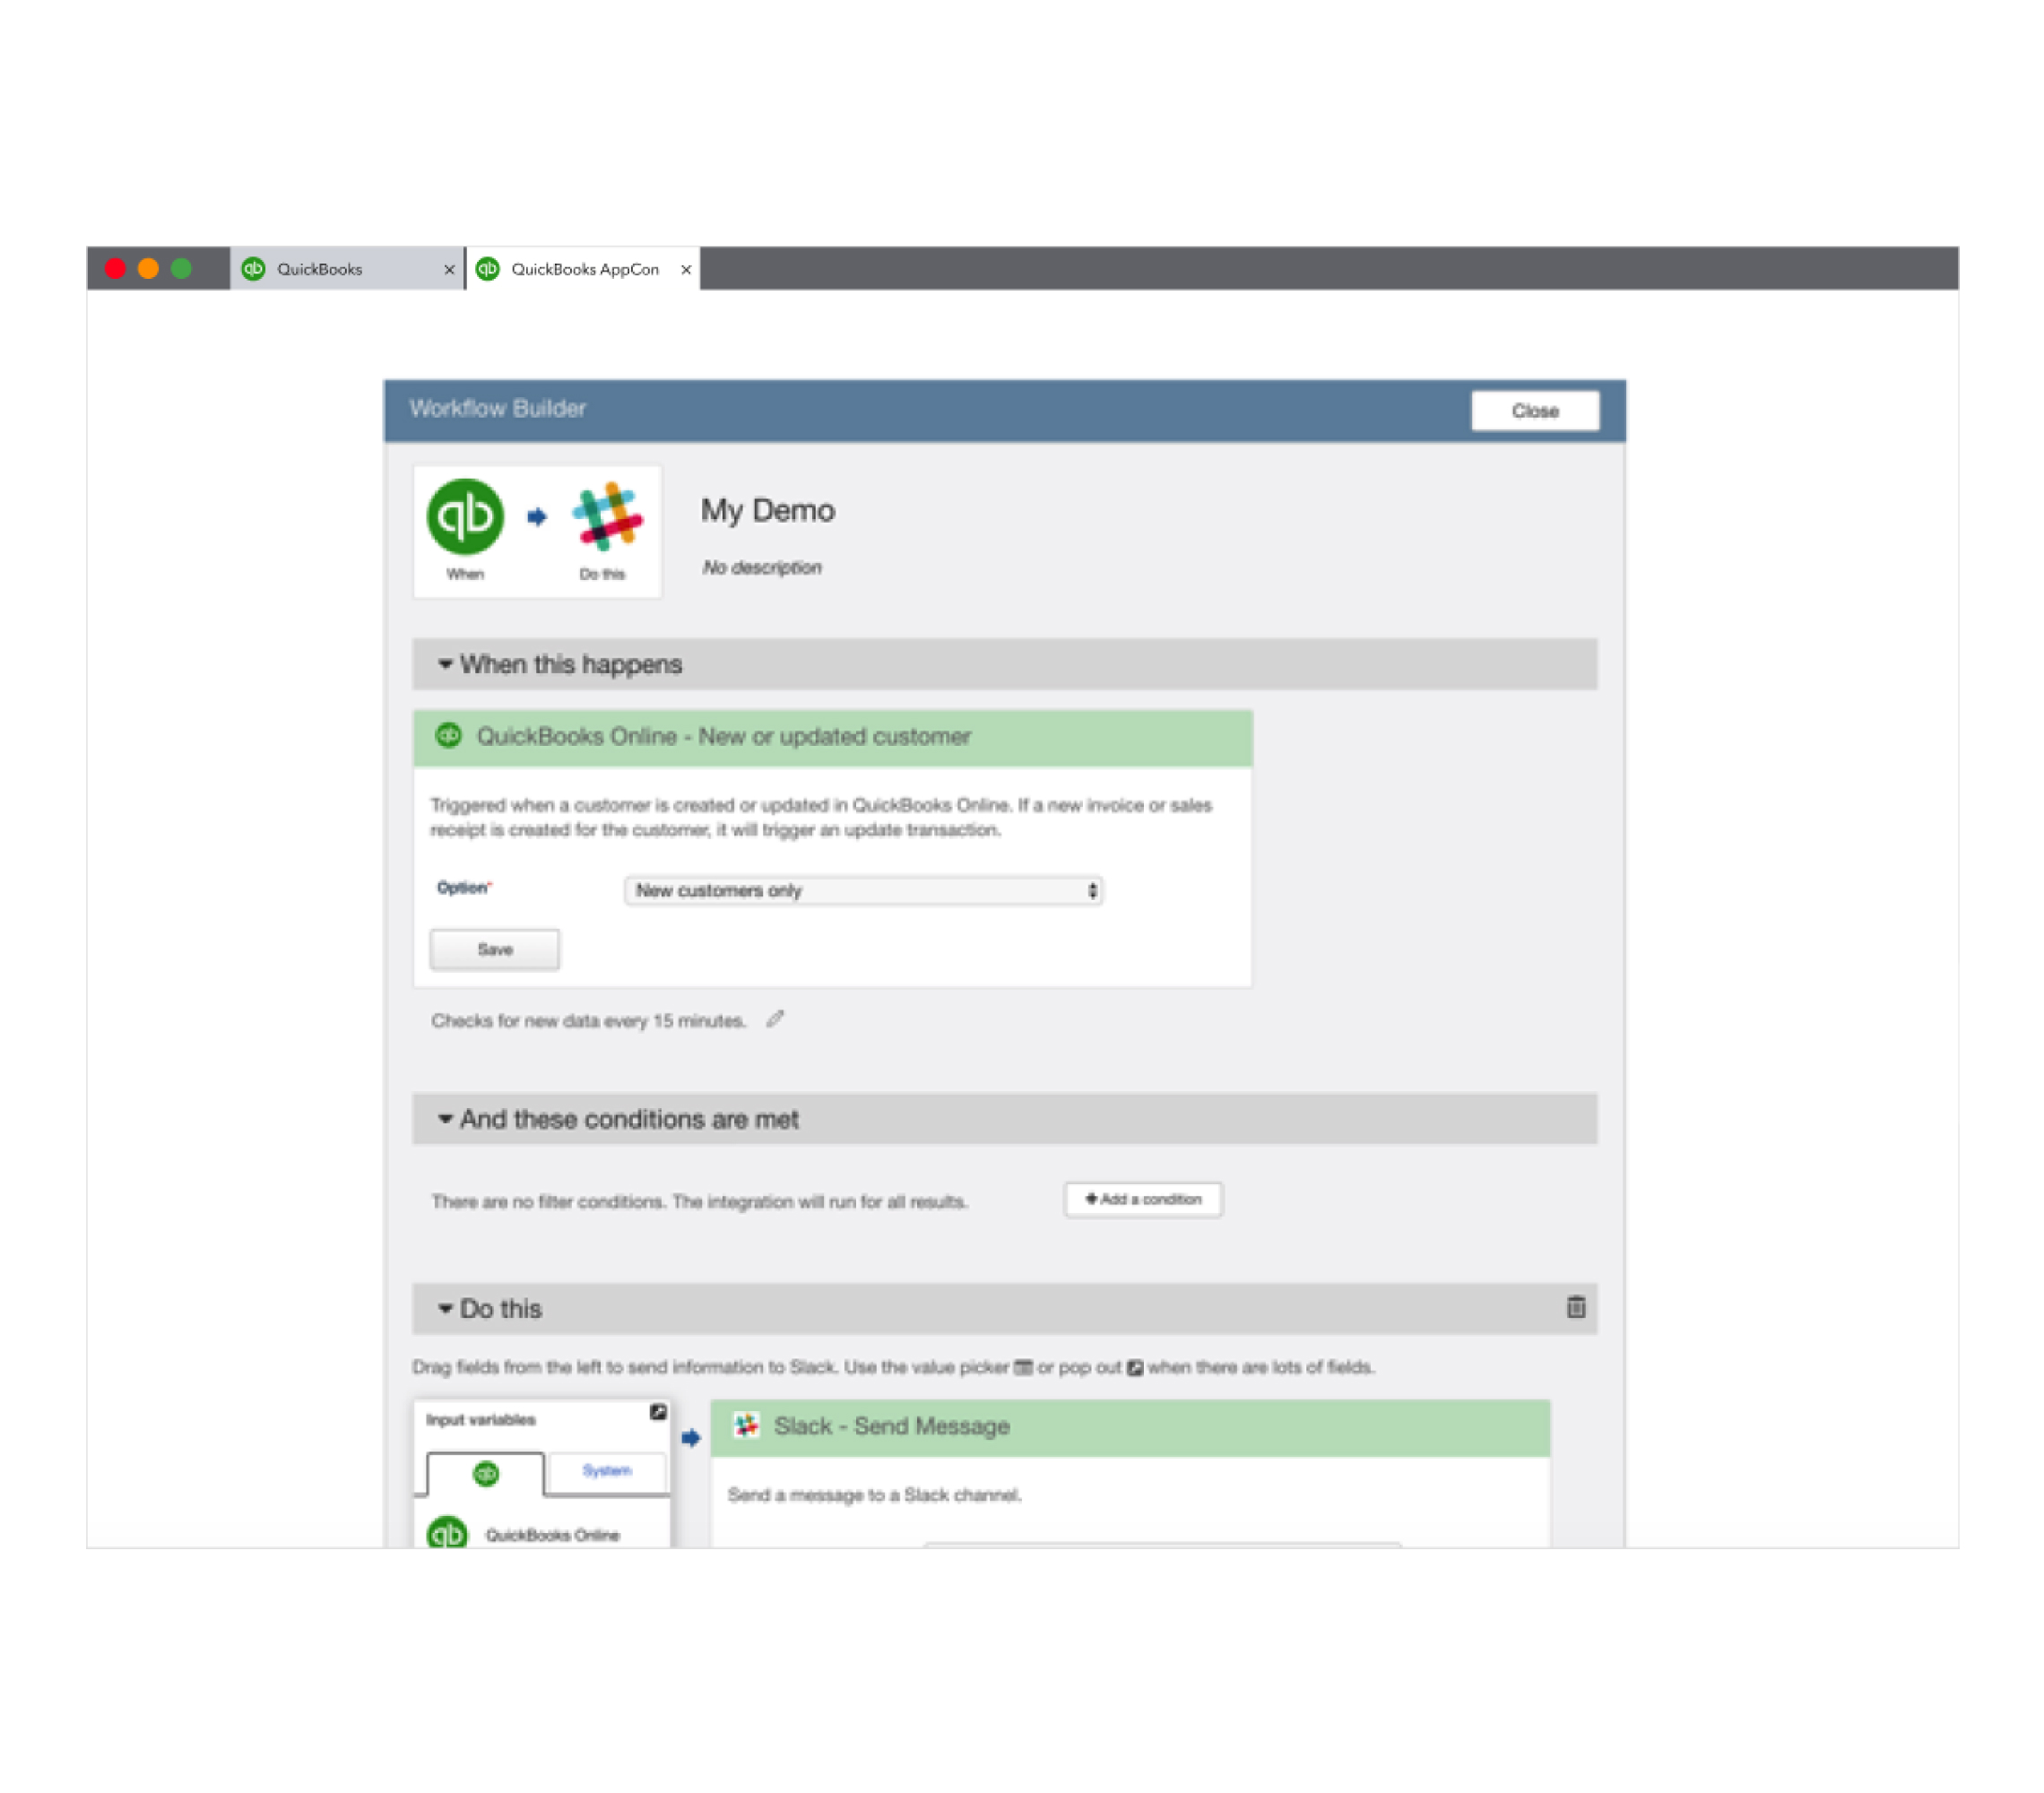 QuickBooks
QuickBooks AppCon
Workflow Builder
Close
qb
When
Do this
My Demo
No description
When this happens
qb QuickBooks Online - New or updated customer
Triggered when a customer is created or updated in QuickBooks Online. If a new invoice or sales
receipt is created for the customer, it will trigger an update transaction.
Option*
New customers only
Save
Checks for new data every 15 minutes.
And these conditions are met
There are no filter conditions. The integration will run for all results.
+ Add a condition
Do this
Drag fields from the left to send information to Slack. Use the value picker or pop out when there are lots of fields.
Input variables
System
Slack - Send Message
Send a message to a Slack channel.
qb QuickBooks Online